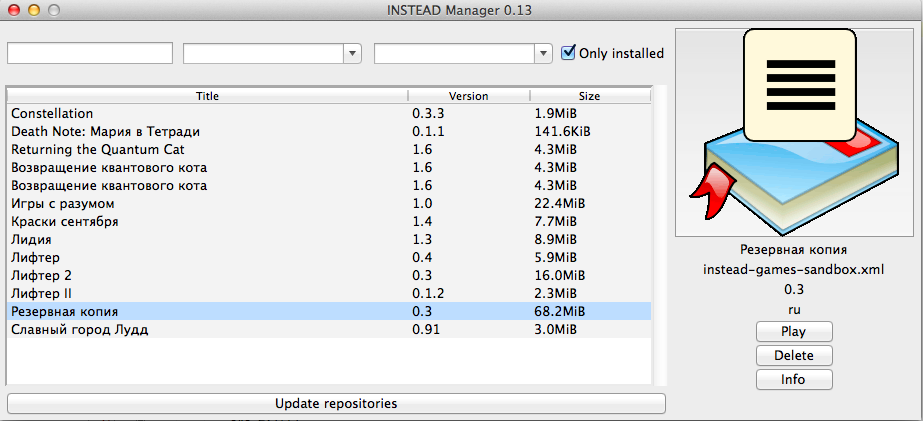 INSTEAD Manager 0.13
Only installed
Title Version Size
Constellation 0.3.3 1.9MiB
Death Note: Мария в Тетради 0.1.1 141.6KiB
Returning the Quantum Cat 1.6 4.3MiB
Возвращение квантового кота 1.6 4.3MiB
Возвращение квантового кота 1.6 4.3MiB
Игры с разумом 1.0 22.4MiB
Краски сентября 1.4 7.7MiB
Лидия 1.3 8.9MiB
Лифтер 0.4 5.9MiB
Лифтер 2 0.3 16.0MiB
Лифтер II 0.1.2 2.3MiB
Резервная копия 0.3 68.2MiB
Славный город Лудд 0.91 3.0MiB
Update repositories
Резервная копия
instead-games-sandbox.xml
0.3
ru
Play
Delete
Info